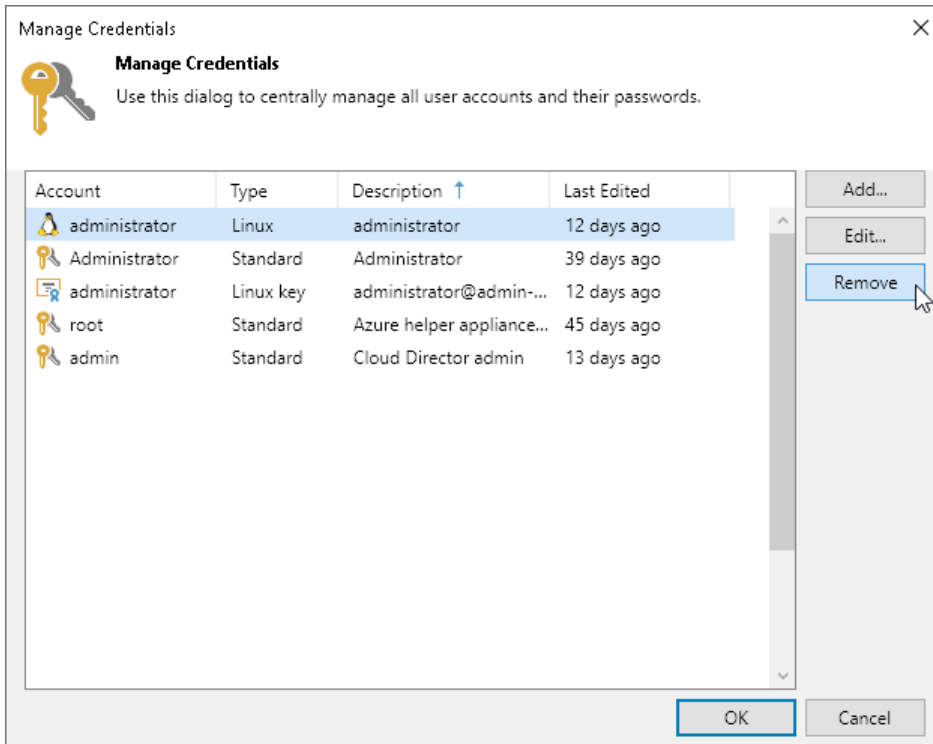 Manage Credentials
Manage Credentials
Use this dialog to centrally manage all user accounts and their passwords.
Account Type Description Last Edited
administrator Linux administrator 12 days ago
Administrator Standard Administrator 39 days ago
administrator Linux key administrator@admin-... 12 days ago
root Standard Azure helper appliance... 45 days ago
admin Standard Cloud Director admin 13 days ago
Add...
Edit...
Remove
OK Cancel